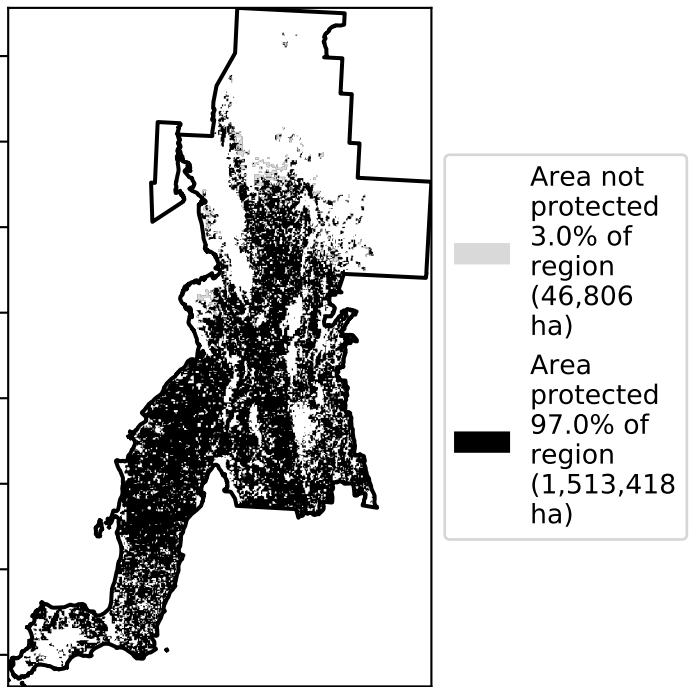 Area not
protected
3.0% of
region
(46,806
ha)
Area
protected
97.0% of
region
(1,513,418
ha)